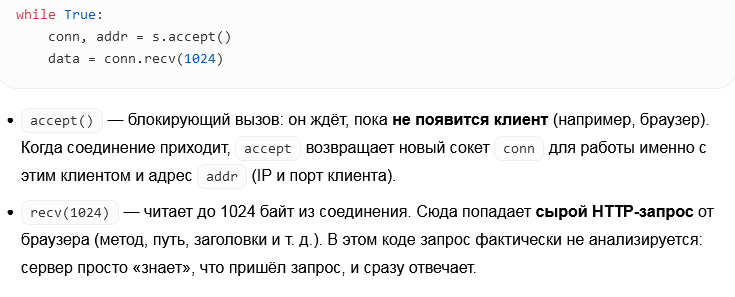 while True:
    conn, addr = s.accept()
    data = conn.recv(1024)
• accept() — блокирующий вызов: он ждёт, пока не появится клиент (например, браузер).
Когда соединение приходит, accept возвращает новый сокет conn для работы именно с
этим клиентом и адрес addr (IP и порт клиента).
• recv(1024) — читает до 1024 байт из соединения. Сюда попадает сырой HTTP-запрос от
браузера (метод, путь, заголовки и т. д.). В этом коде запрос фактически не анализируется:
сервер просто «знает», что пришёл запрос, и сразу отвечает.